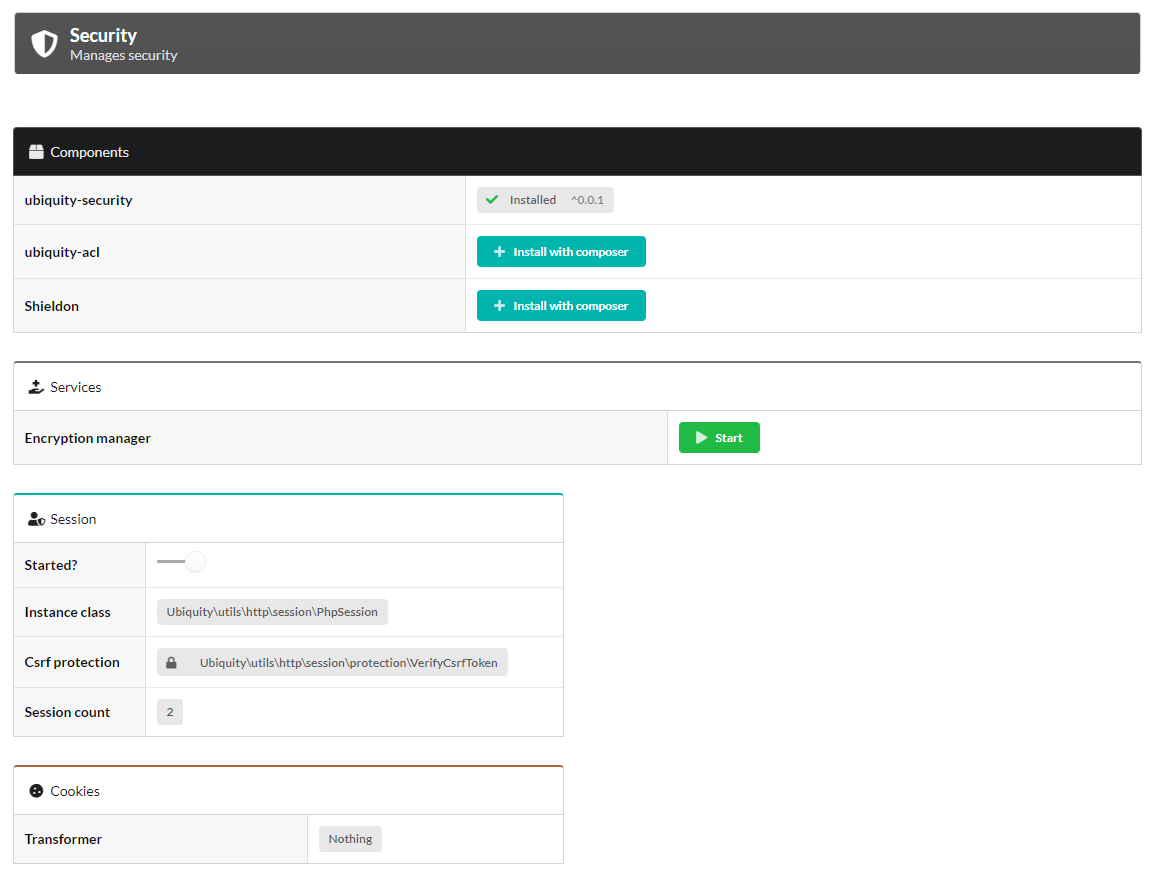 Security
Manages security
Components
ubiquity-security Installed ^0.0.1
ubiquity-acl Install with composer
Shieldon Install with composer
Services
Encryption manager Start
Session
Started?
Instance class Ubiquity\utils\http\session\PhpSession
Csrf protection Ubiquity\utils\http\session\protection\VerifyCsrfToken
Session count 2
Cookies
Transformer Nothing